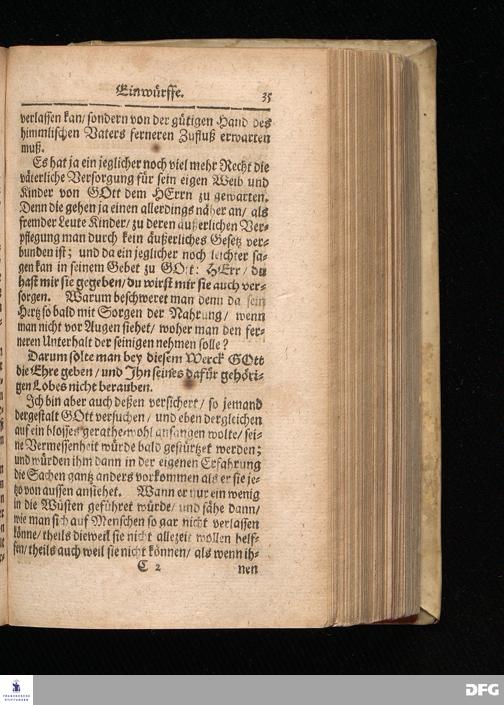 Einwürffe. 35
verlassen kan/ sondern von der gütigen Hand des
himmlischen Vaters ferneren Zufluß erwarten
muß.
Es hat ja ein jeglicher noch viel mehr Recht die
väterliche Versorgung für sein eigen Weib und
Kinder von GOtt dem HErrn zu gewarten.
Denn die gehen ja einen allerdings näher an/ als
fremder Leute Kinder/ zu deren äußerlichen Ver-
pflegung man durch kein äußerliches Gesetz ver-
bunden ist; und da ein jeglicher noch leichter sa-
gen kan in seinem Gebet zu GOtt: HErr/ du
hast mir sie gegeben/ du wirst mir sie auch ver-
sorgen. Warum beschweret man denn da sein
Hertz so bald mit Sorgen der Nahrung/ wenn
man nicht vor Augen siehet/ woher man den fer-
neren Unterhalt der seinigen nehmen solle?
Darum solte man bey diesem Werck GOtt
die Ehre geben/ und Ihn seines dafür gehöri-
gen Lobes nicht berauben.
Ich bin aber auch deßen versichert/ so jemand
dergestalt GOtt versuchen/ und eben dergleichen
auf ein bloßes gerathewohl anfangen wolte/ sei-
ne Vermessenheit würde bald gestürtzet werden;
und würden ihm dann in der eigenen Erfahrung
die Sachen gantz anders vorkommen als er sie je-
tzo von aussen ansiehet. Wann er nur ein wenig
in die Wüsten geführet würde/ und sähe dann/
wie man sich auf Menschen so gar nicht verlassen
könne/ theils dieweil sie nicht allezeit wollen helf-
fen/ theils auch weil sie nicht können/ als wenn ih-
C 2 nen
FRANCKESCHE
STIFTUNGEN
DFG